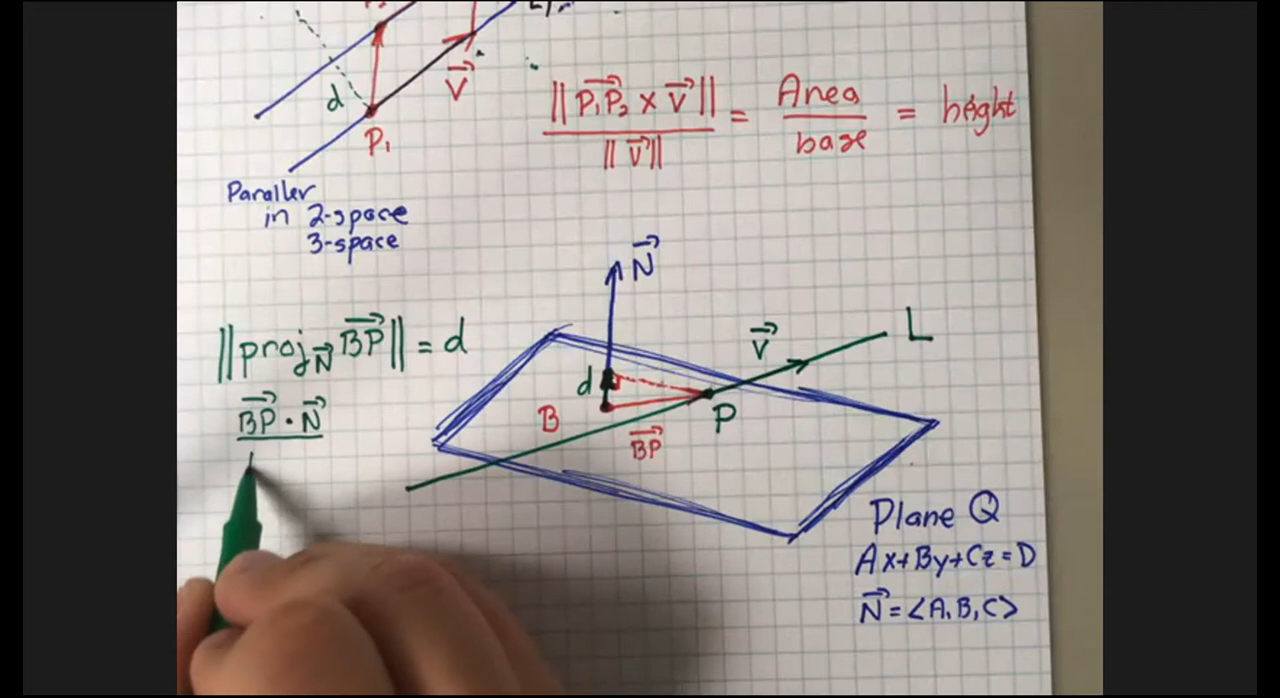 d
V⃗
P₁
‖ P₁P₂⃗ × V⃗ ‖ / ‖ V⃗ ‖ = Area / base = height
Paraller
in 2-space
3-space
N⃗
‖proj_N⃗ BP⃗‖ = d
BP⃗ · N⃗
d
B
BP⃗
P
V⃗
L
Plane Q
Ax+By+Cz=D
N⃗ = <A, B, C>